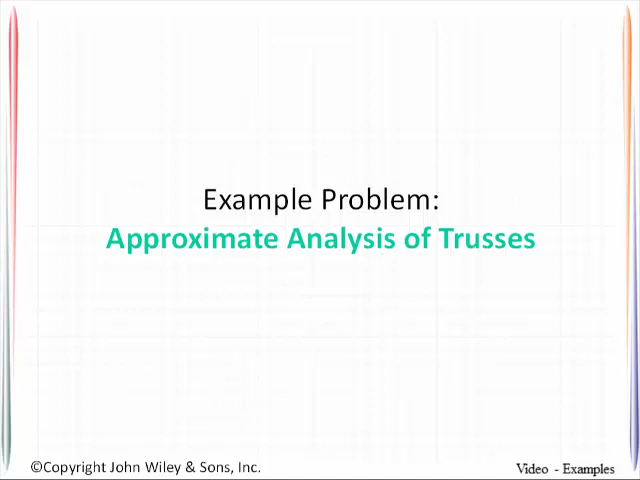 Example Problem:
Approximate Analysis of Trusses
©Copyright John Wiley & Sons, Inc.
Video - Examples